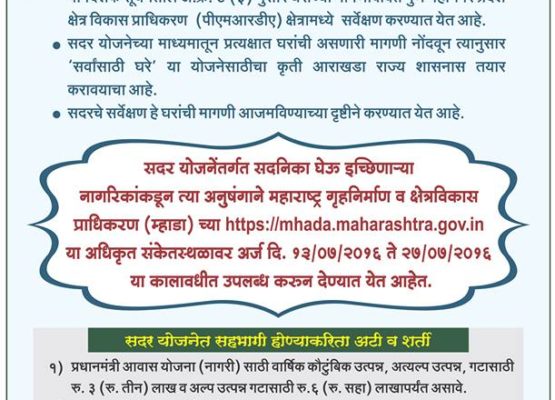 क्षेत्र विकास प्राधिकरण (पीएमआरडीए) क्षेत्रामध्ये सर्वेक्षण करण्यात येत आहे.
• सदर योजनेच्या माध्यमातून प्रत्यक्षात घरांची असणारी मागणी नोंदवून त्यानुसार
'सर्वांसाठी घरे' या योजनेसाठीचा कृती आराखडा राज्य शासनास तयार
करावयाचा आहे.
• सदरचे सर्वेक्षण हे घरांची मागणी आजमविण्याच्या दृष्टीने करण्यात येत आहे.
सदर योजनेंतर्गत सदनिका घेऊ इच्छिणाऱ्या
नागरिकांकडून त्या अनुषंगाने महाराष्ट्र गृहनिर्माण व क्षेत्रविकास
प्राधिकरण (म्हाडा) च्या https://mhada.maharashtra.gov.in
या अधिकृत संकेतस्थळावर अर्ज दि. १३/०७/२०१६ ते २७/०७/२०१६
या कालावधीत उपलब्ध करुन देण्यात येत आहेत.
सदर योजनेत सहभागी होण्याकरिता अटी व शर्ती
१) प्रधानमंत्री आवास योजना (नागरी) साठी वार्षिक कौटुंबिक उत्पन्न, अत्यल्प उत्पन्न, गटासाठी
रु. ३ (रु. तीन) लाख व अल्प उत्पन्न गटासाठी रु.६ (रु. सहा) लाखापर्यंत असावे.